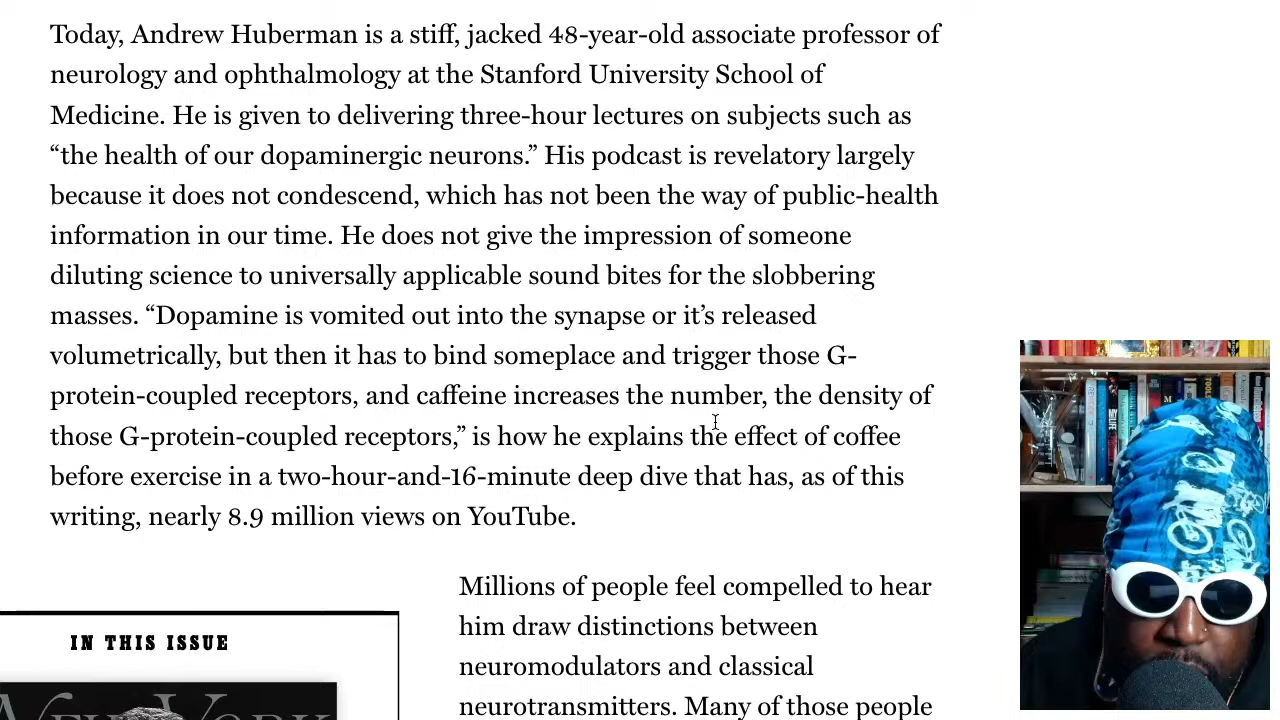 Today, Andrew Huberman is a stiff, jacked 48-year-old associate professor of
neurology and ophthalmology at the Stanford University School of
Medicine. He is given to delivering three-hour lectures on subjects such as
“the health of our dopaminergic neurons.” His podcast is revelatory largely
because it does not condescend, which has not been the way of public-health
information in our time. He does not give the impression of someone
diluting science to universally applicable sound bites for the slobbering
masses. “Dopamine is vomited out into the synapse or it’s released
volumetrically, but then it has to bind someplace and trigger those G-
protein-coupled receptors, and caffeine increases the number, the density of
those G-protein-coupled receptors,” is how he explains the effect of coffee
before exercise in a two-hour-and-16-minute deep dive that has, as of this
writing, nearly 8.9 million views on YouTube.
Millions of people feel compelled to hear
him draw distinctions between
neuromodulators and classical
neurotransmitters. Many of those people
IN THIS ISSUE
NEW YORK